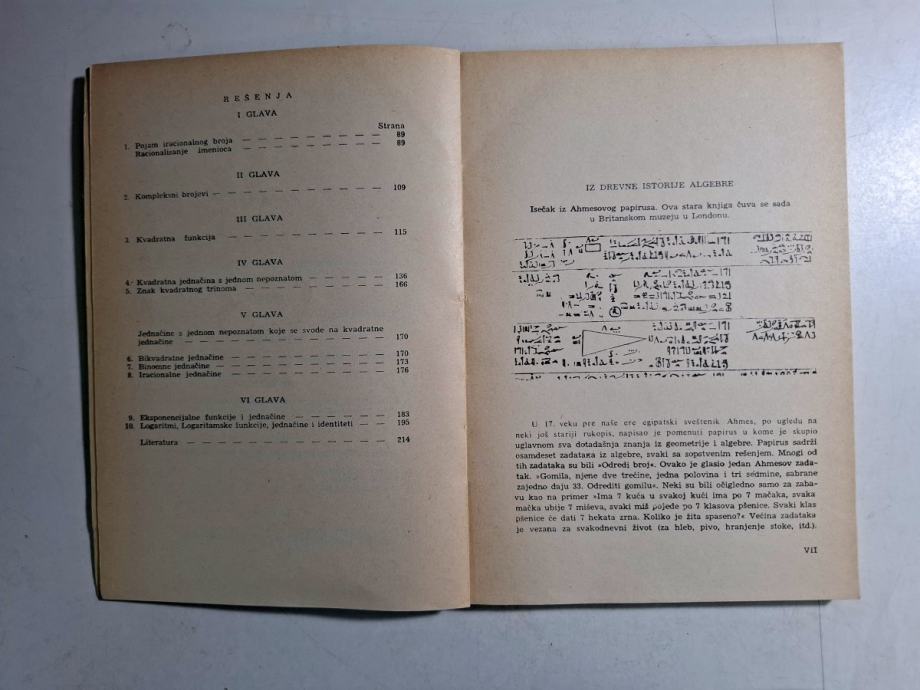 REŠENJA
I GLAVA
Strana
1. Pojam iracionalnog broja — — — — — — — — — — 89
Racionalisanje imenioca — — — — — — — — — — 89
II GLAVA
2. Kompleksni brojevi — — — — — — — — — — — — 109
III GLAVA
3. Kvadratna funkcija — — — — — — — — — — — — 115
IV GLAVA
4. Kvadratna jednačina s jednom nepoznatom — — — — — — 136
5. Znak kvadratnog trinoma — — — — — — — — — — 166
V GLAVA
Jednačine s jednom nepoznatom koje se svode na kvadratne
jednačine — — — — — — — — — — — — — — 170
6. Bikvadratne jednačine — — — — — — — — — — — 170
7. Binomne jednačine — — — — — — — — — — — — 173
8. Iracionalne jednačine — — — — — — — — — — — 176
VI GLAVA
9. Eksponencijalne funkcije i jednačine — — — — — — — 183
10. Logaritmi, Logaritamske funkcije, jednačine i identiteti — — — 195
Literatura — — — — — — — — — — — — — — 214
IZ DREVNE ISTORIJE ALGEBRE
Isečak iz Ahmesovog papirusa. Ova stara knjiga čuva se sada
u Britanskom muzeju u Londonu.
U 17. veku pre naše ere egipatski sveštenik Ahmes, po ugledu na
neki još stariji rukopis, napisao je pomenuti papirus u kome je skupio
uglavnom sva dotadašnja znanja iz geometrije i algebre. Papirus sadrži
osamdeset zadataka iz algebre, svaki sa sopstvenim rešenjem. Mnogi od
tih zadataka su bili »Odredi broj«. Ovako je glasio jedan Ahmesov zada-
tak. »Gomila, njene dve trećine, jedna polovina i tri sedmine, sabrane
zajedno daju 33. Odrediti gomilu«. Neki su bili očigledno samo za zaba-
vu kao na primer »Ima 7 kuća u svakoj kući ima po 7 mačaka, svaka
mačka ubije 7 miševa, svaki miš pojede po 7 klasova pšenice. Svaki klas
pšenice će dati 7 hekata zrna. Koliko je žita spaseno?« Većina zadataka
je vezana za svakodnevni život (za hleb, pivo, hranjenje stoke, itd.).
VII